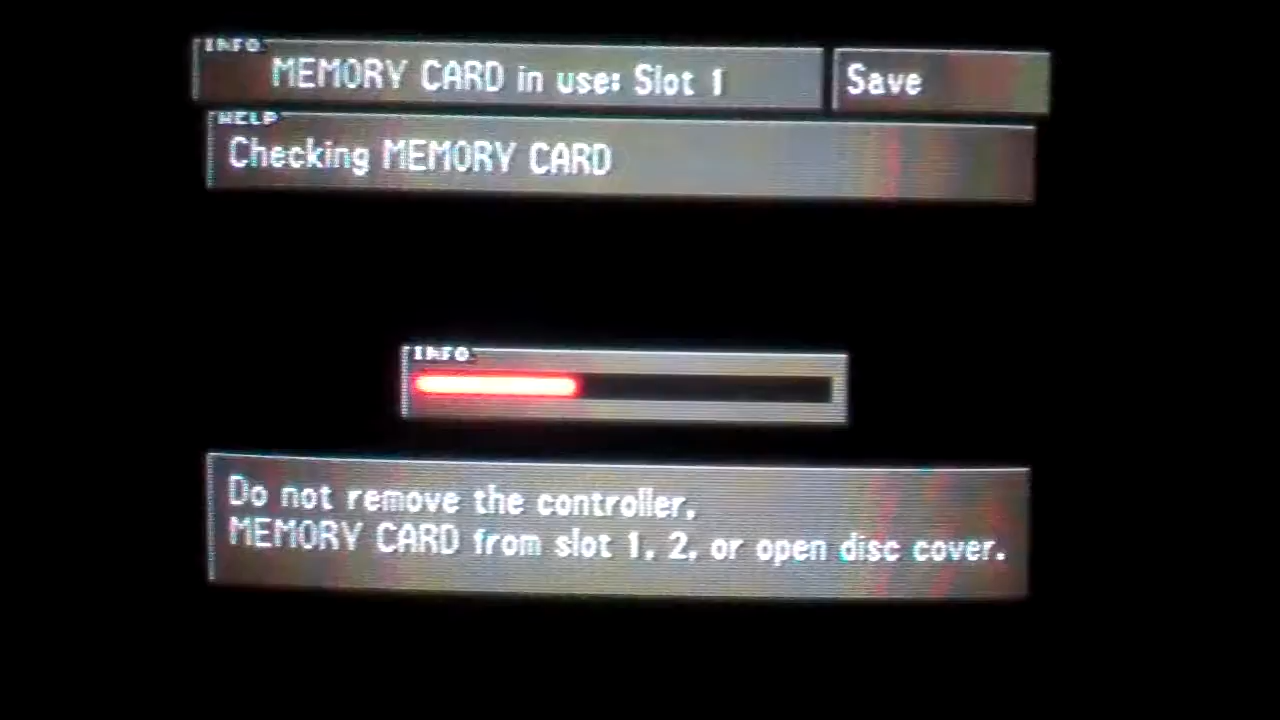 INFO
MEMORY CARD in use: Slot 1
Save
HELP
Checking MEMORY CARD
INFO
Do not remove the controller,
MEMORY CARD from slot 1, 2, or open disc cover.